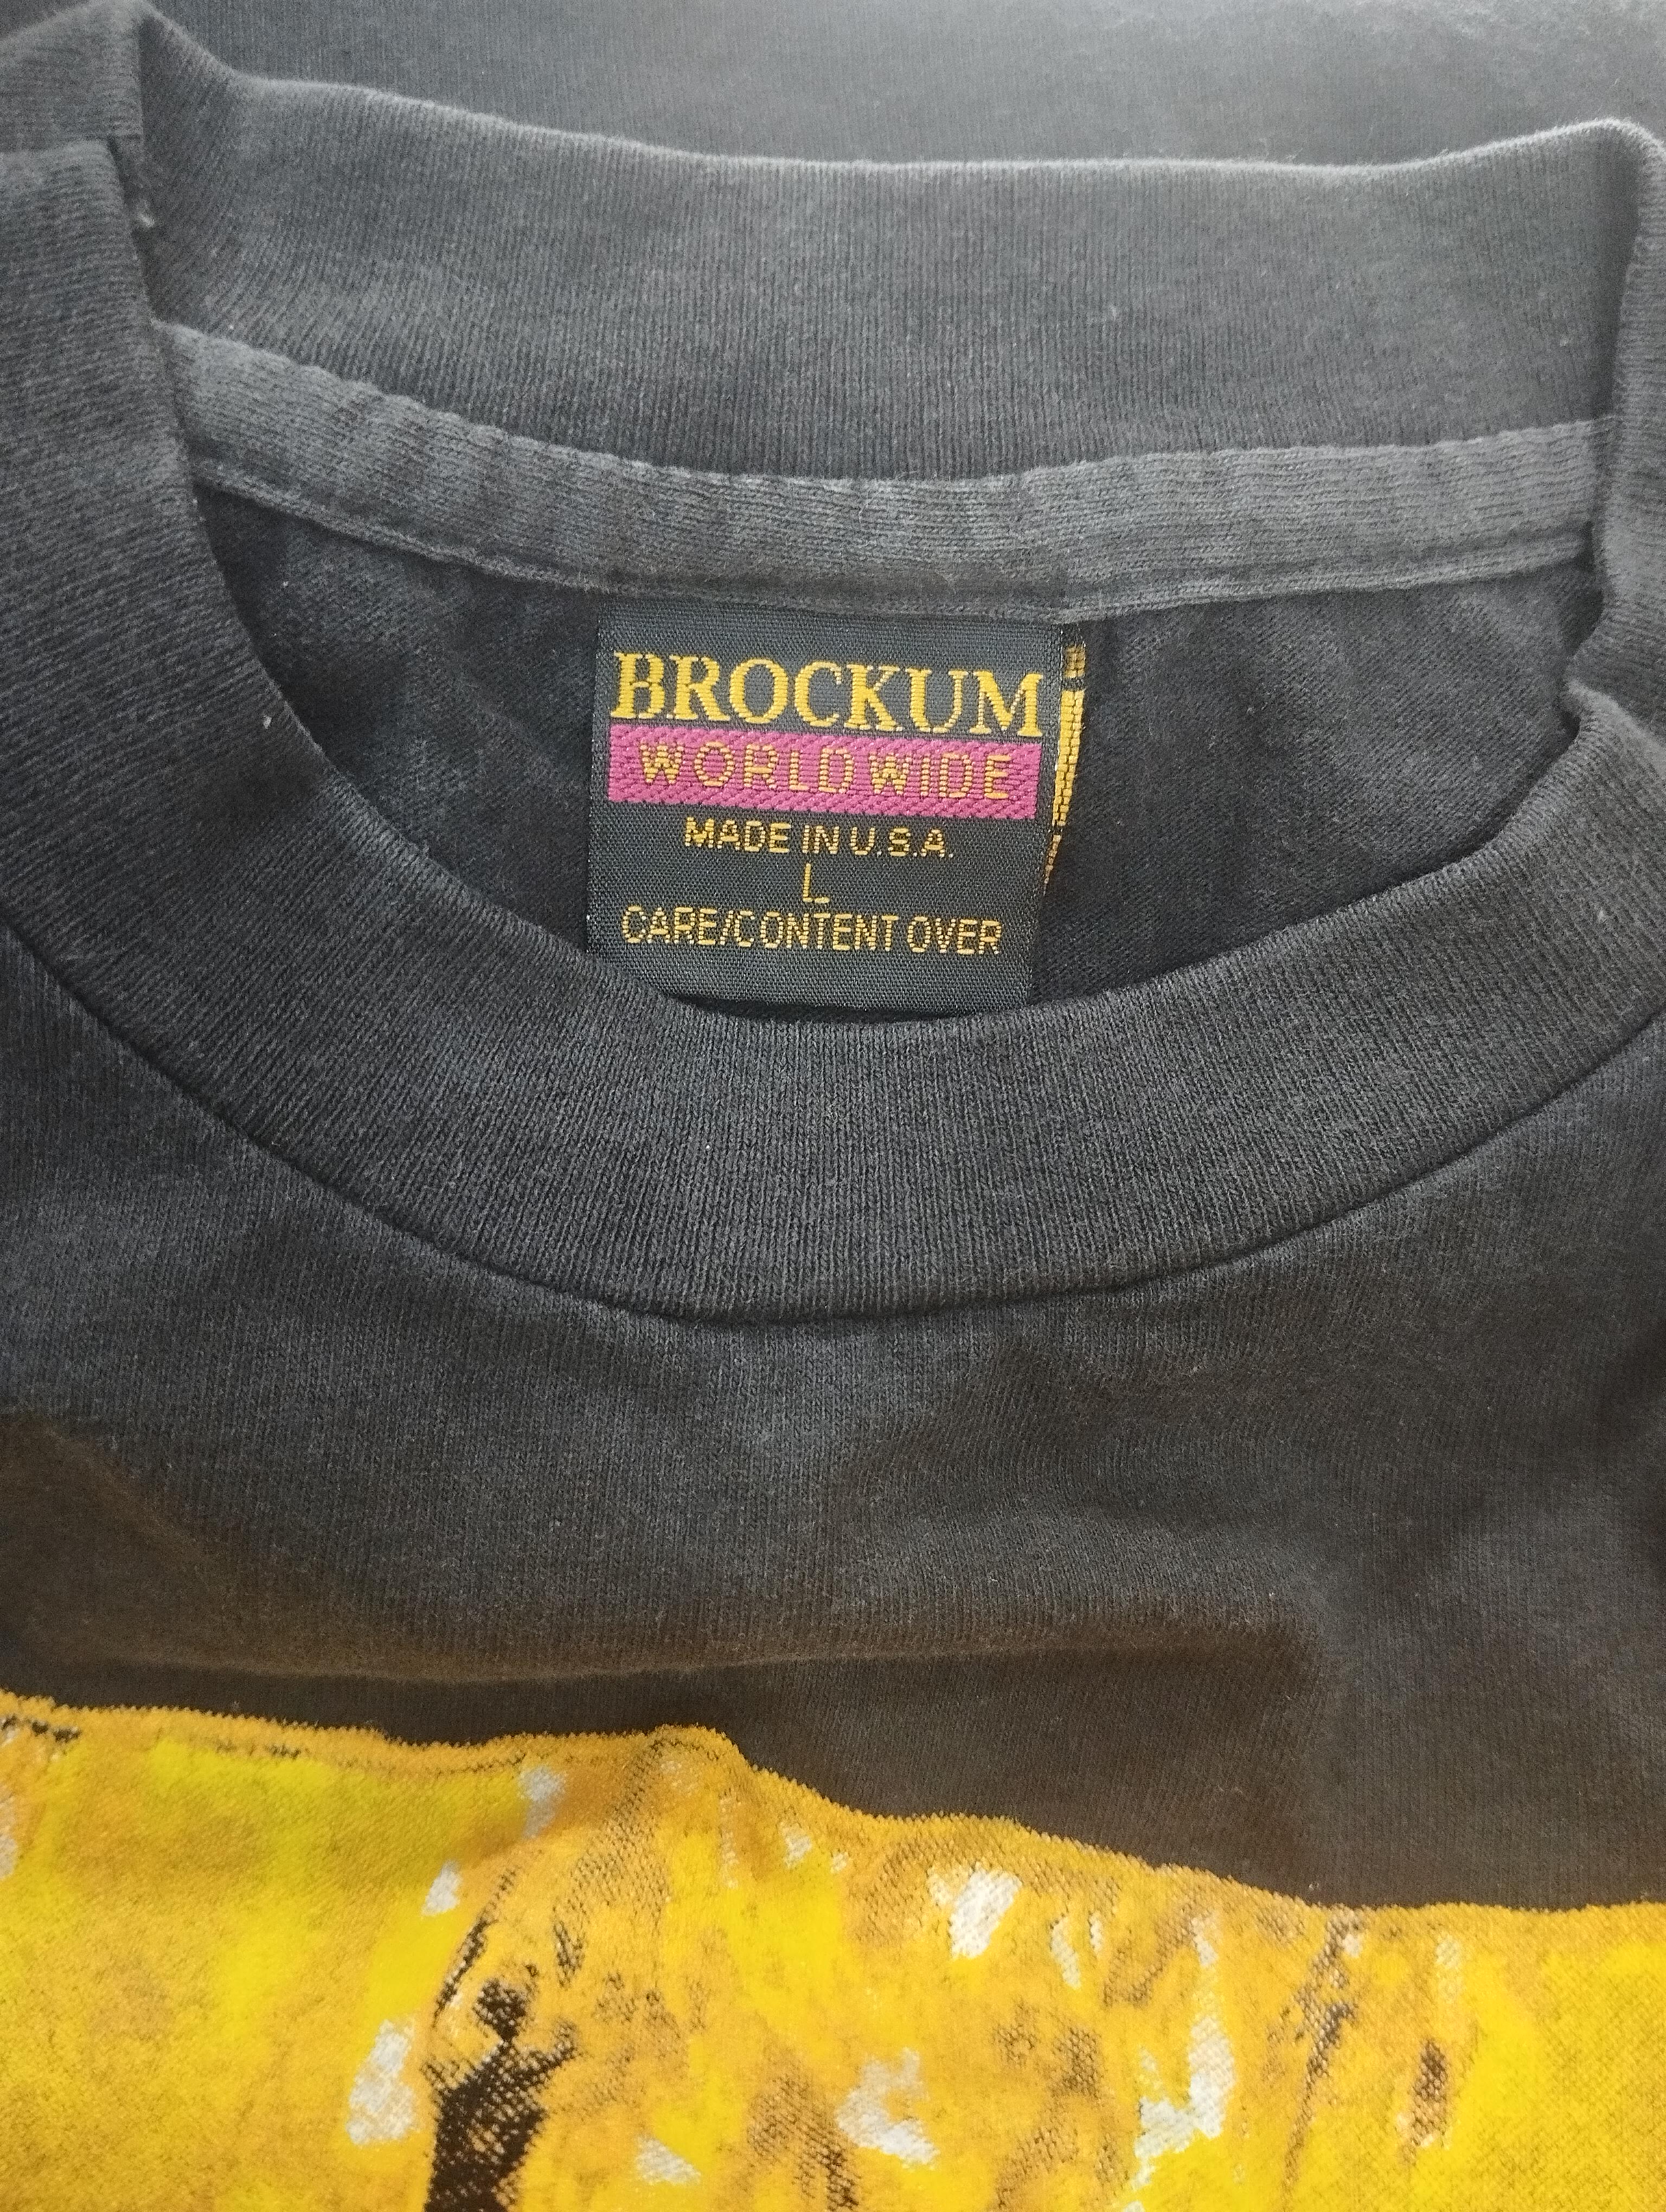 BROCKUM
WORLDWIDE
MADE IN U.S.A.
L
CARE/CONTENT OVER